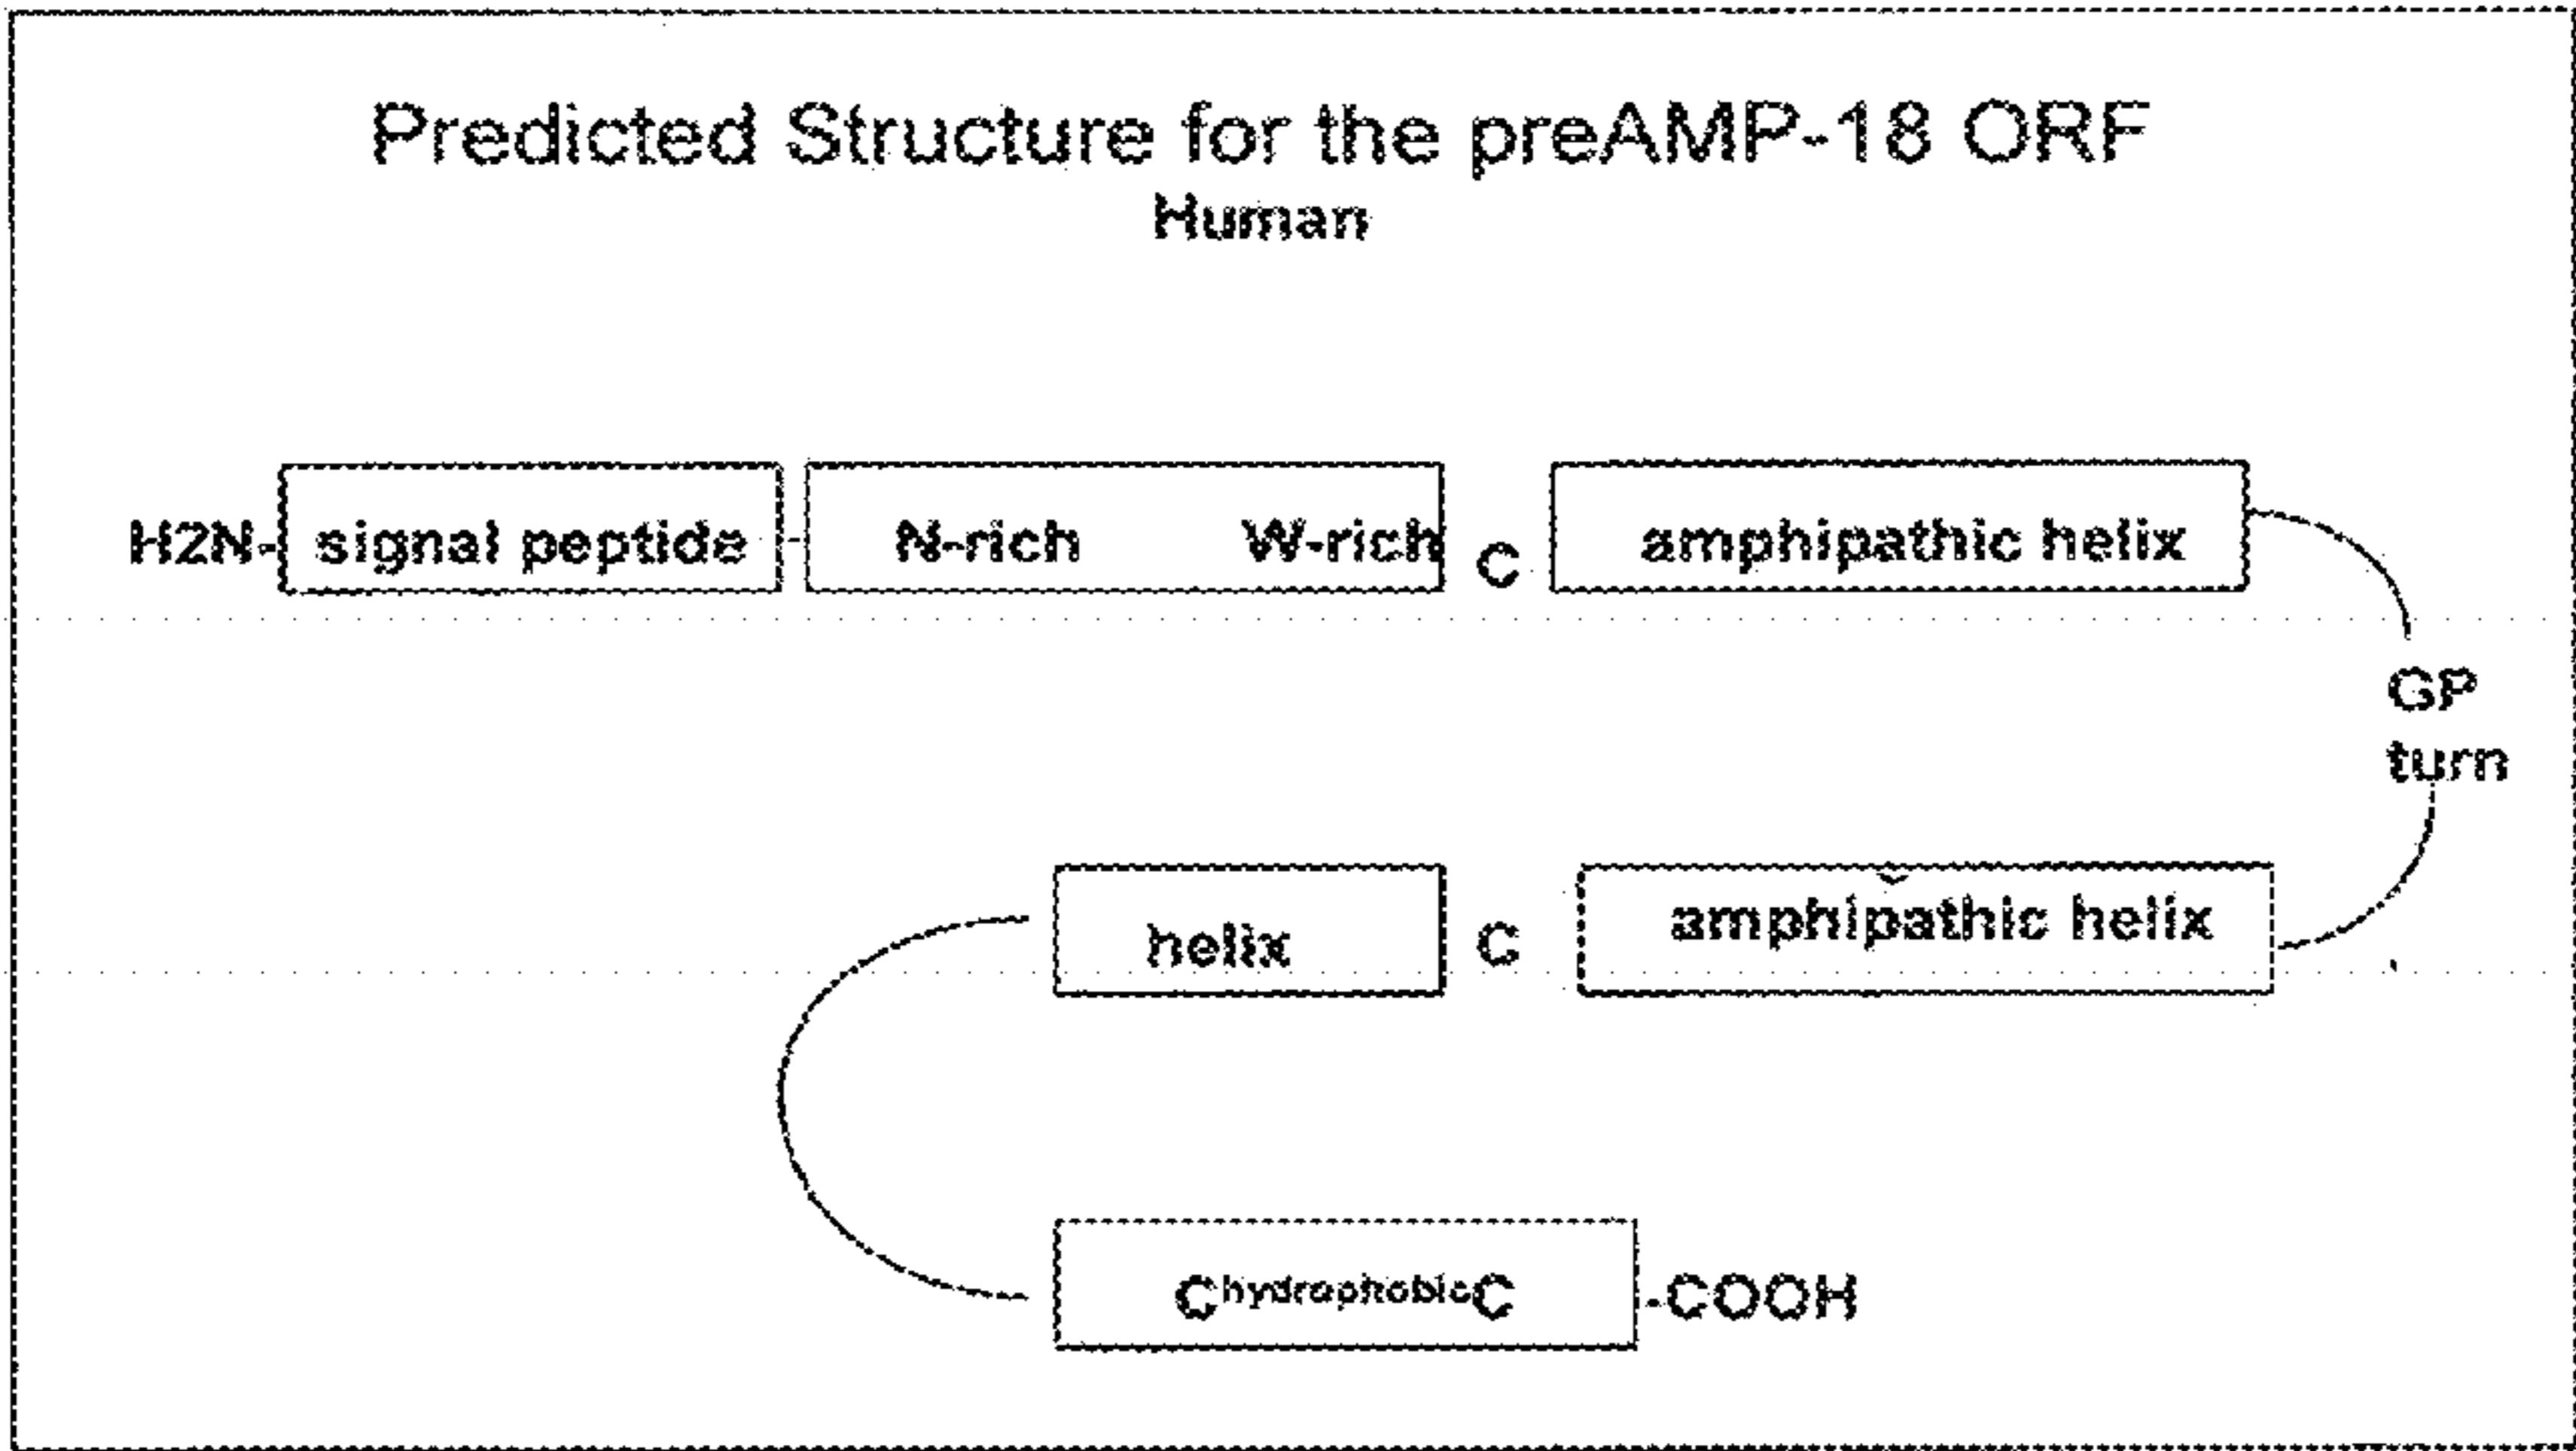 Predicted Structure for the preAMP-18 ORF
Human
H2N- signal peptide - N-rich W-rich C amphipathic helix
GP
turn
helix C amphipathic helix
ChydrophobicC -COOH